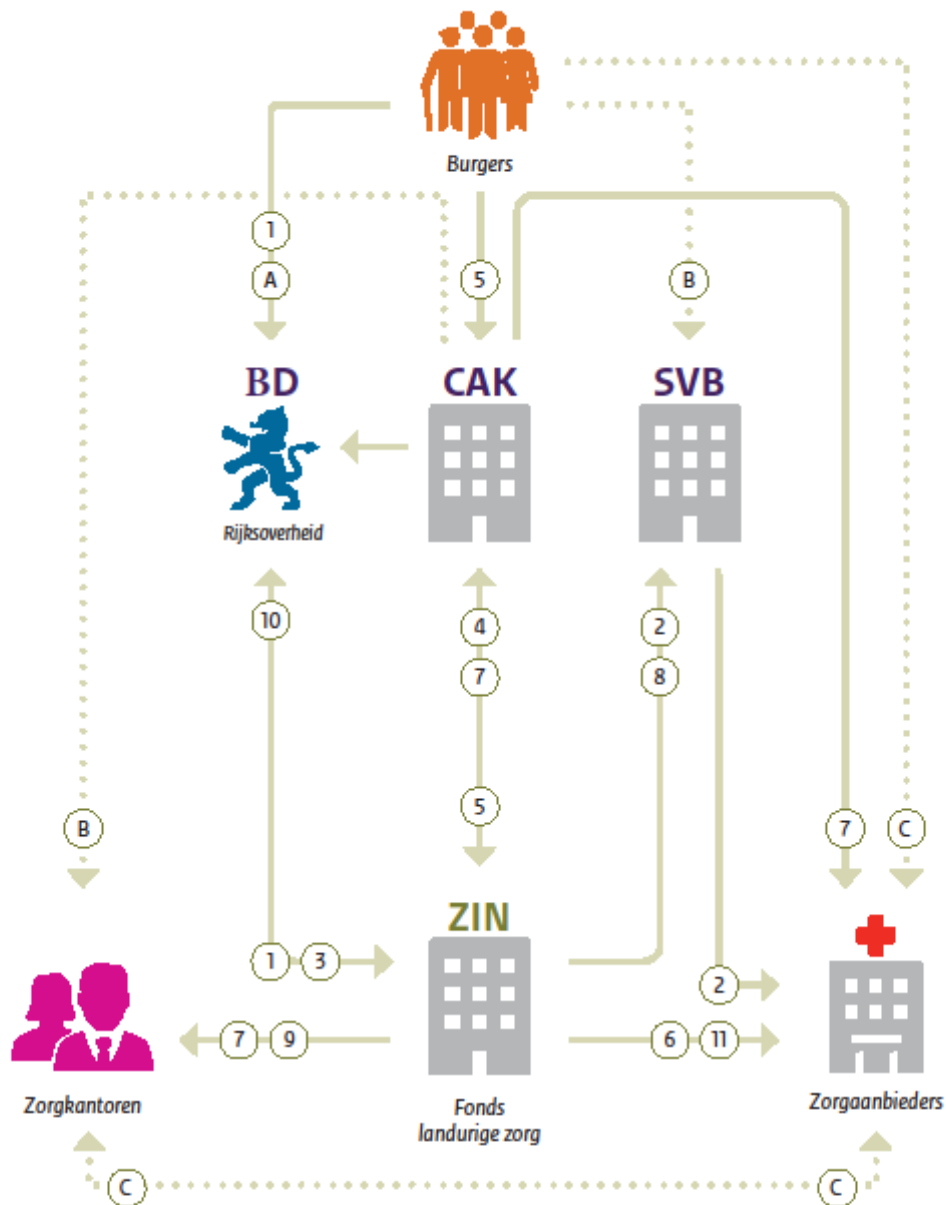 Burgers
1
A
5
B
BD
CAK
SVB
Rijksoverheid
10
4
2
7
8
5
B
7
C
ZIN
1
3
2
7
9
6
11
Zorgkantoren
Fonds
landurige zorg
Zorgaanbieders
C
C